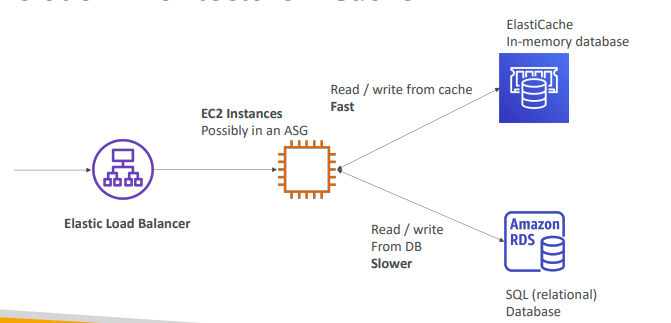 ElastiCache
In-memory database
Read / write from cache
Fast
EC2 Instances
Possibly in an ASG
Elastic Load Balancer
Read / write
From DB
Slower
Amazon
RDS
SQL (relational)
Database